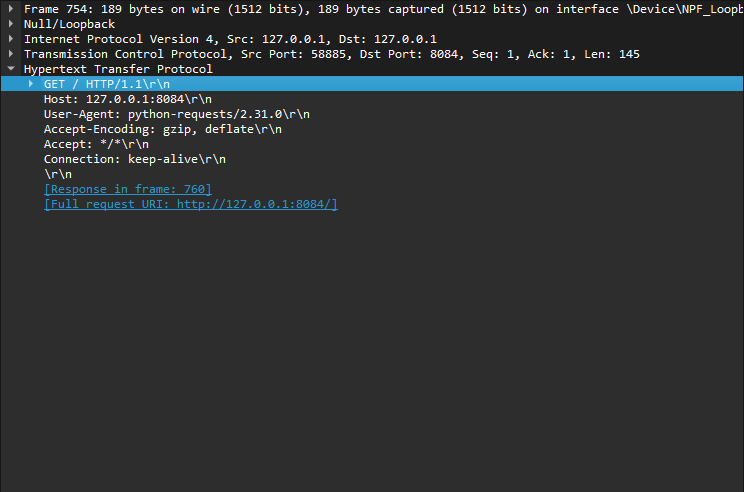 Frame 754: 189 bytes on wire (1512 bits), 189 bytes captured (1512 bits) on interface \Device\NPF_Loopb
Null/Loopback
Internet Protocol Version 4, Src: 127.0.0.1, Dst: 127.0.0.1
Transmission Control Protocol, Src Port: 58885, Dst Port: 8084, Seq: 1, Ack: 1, Len: 145
Hypertext Transfer Protocol
GET / HTTP/1.1\r\n
Host: 127.0.0.1:8084\r\n
User-Agent: python-requests/2.31.0\r\n
Accept-Encoding: gzip, deflate\r\n
Accept: */*\r\n
Connection: keep-alive\r\n
\r\n
[Response in frame: 760]
[Full request URI: http://127.0.0.1:8084/]